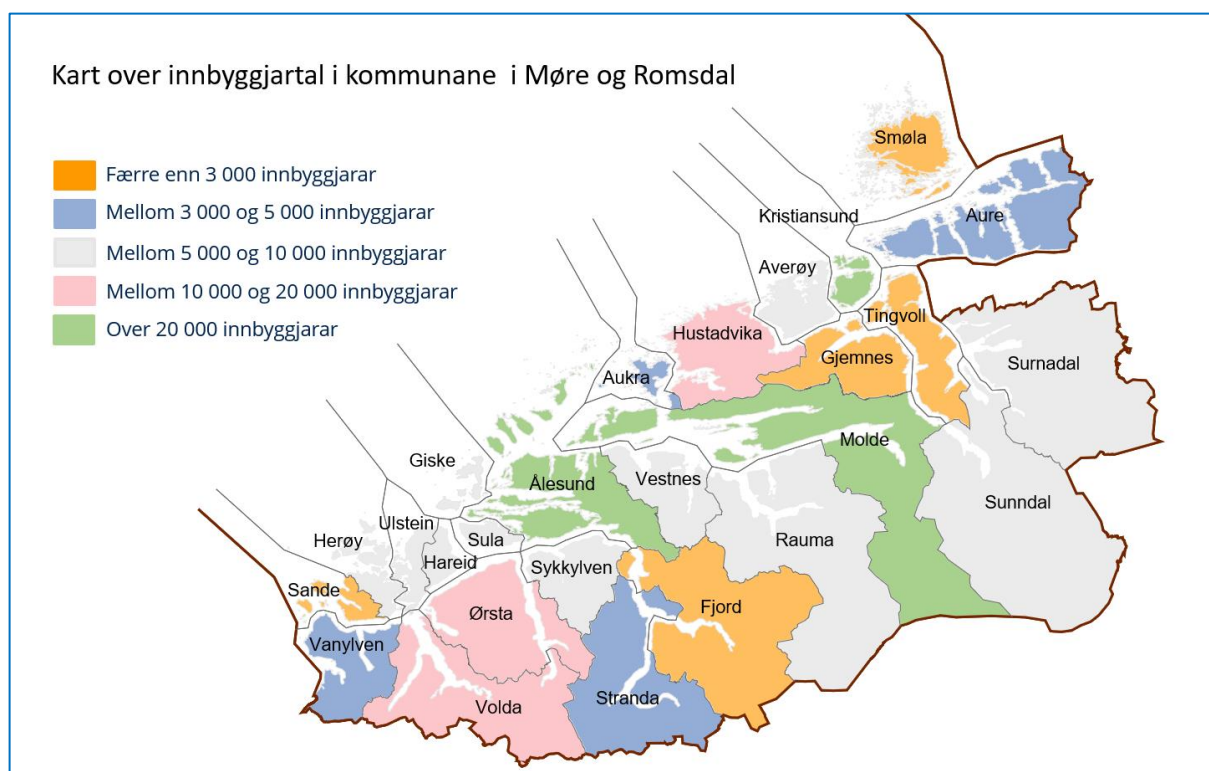 Kart over innbyggjartal i kommunane  i Møre og Romsdal
Færre enn 3 000 innbyggjarar
Mellom 3 000 og 5 000 innbyggjarar
Mellom 5 000 og 10 000 innbyggjarar
Mellom 10 000 og 20 000 innbyggjarar
Over 20 000 innbyggjarar
Smøla
Kristiansund
Aure
Averøy
Tingvoll
Hustadvika
Gjemnes
Surnadal
Aukra
Molde
Giske
Ålesund
Vestnes
Sunndal
Ulstein
Herøy
Sula
Rauma
Hareid
Sykkylven
Sande
Ørsta
Fjord
Vanylven
Stranda
Volda